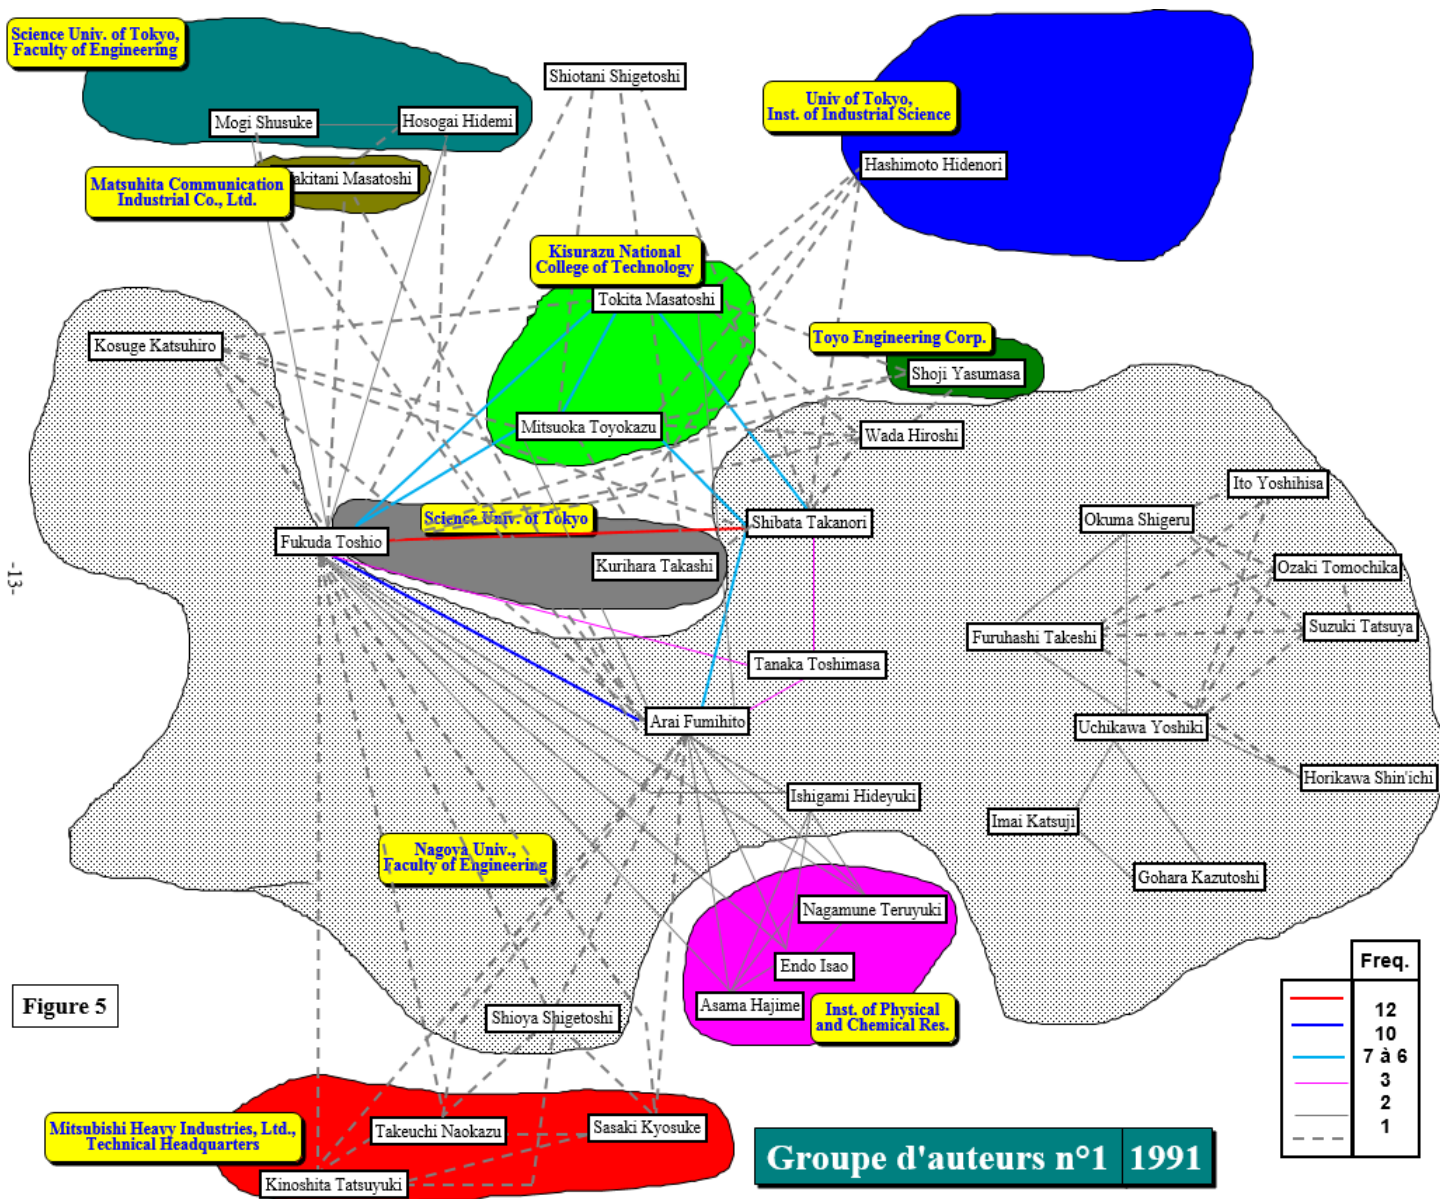 Science Univ. of Tokyo,
Faculty of Engineering
Shiotani Shigetoshi
Univ of Tokyo,
Inst. of Industrial Science
Mogi Shusuke
Hosogai Hidemi
Hashimoto Hidenori
Matsuhita Communication
Industrial Co., Ltd.
akitani Masatoshi
Kisurazu National
College of Technology
Tokita Masatoshi
Kosuge Katsuhiro
Toyo Engineering Corp.
Shoji Yasumasa
Mitsuoka Toyokazu
Wada Hiroshi
Ito Yoshihisa
Science Univ. of Tokyo
Shibata Takanori
Okuma Shigeru
Fukuda Toshio
Kurihara Takashi
Ozaki Tomochika
-13-
Furuhashi Takeshi
Suzuki Tatsuya
Tanaka Toshimasa
Arai Fumihito
Uchikawa Yoshiki
Horikawa Shin'ichi
Ishigami Hideyuki
Imai Katsuji
Nagoya Univ.,
Faculty of Engineering
Gohara Kazutoshi
Nagamune Teruyuki
Endo Isao
Asama Hajime
Inst. of Physical
and Chemical Res.
Figure 5
Shioya Shigetoshi
Freq.
12
10
7 à 6
3
2
1
Mitsubishi Heavy Industries, Ltd.,
Technical Headquarters
Takeuchi Naokazu
Sasaki Kyosuke
Kinoshita Tatsuyuki
Groupe d'auteurs n°1 1991